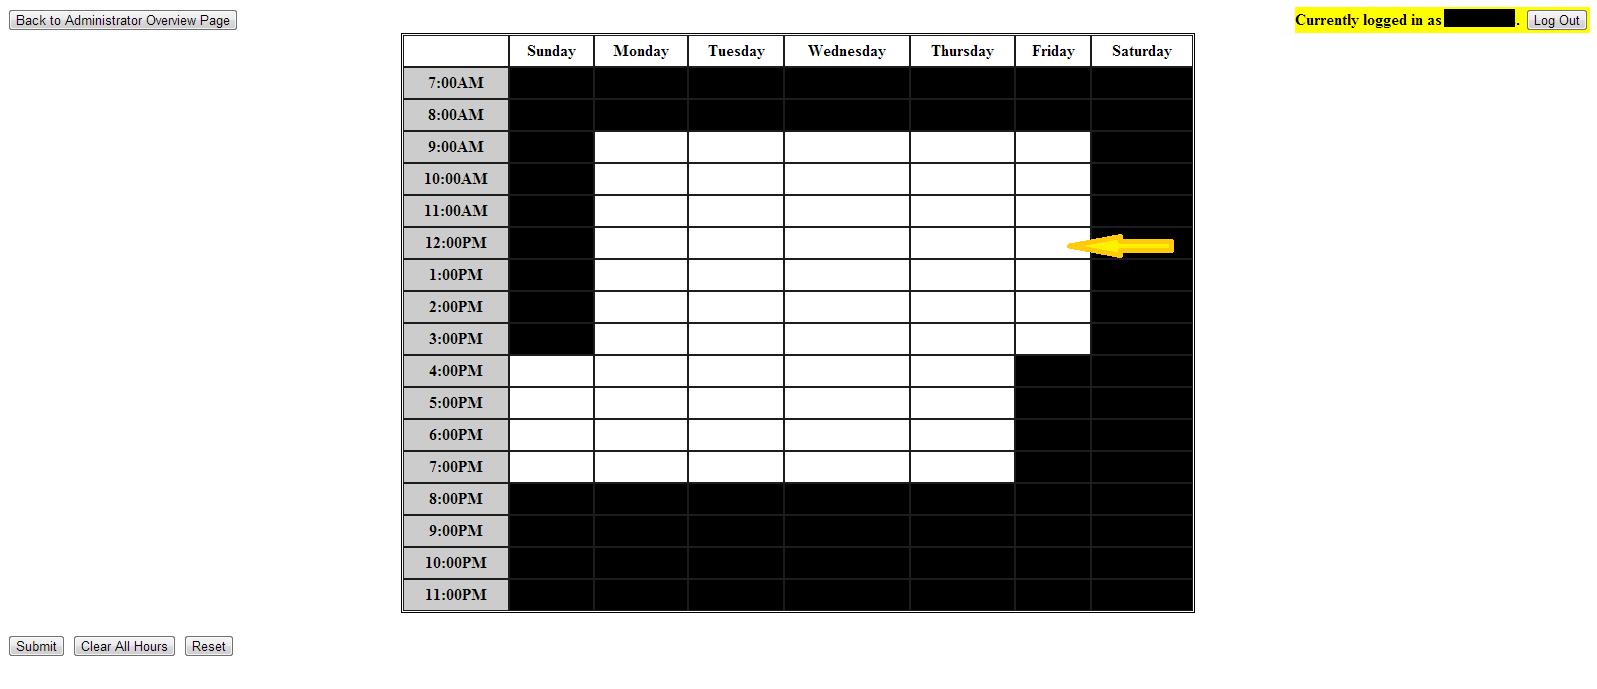 Back to Administrator Overview Page
Currently logged in as . Log Out
Sunday Monday Tuesday Wednesday Thursday Friday Saturday
7:00AM
8:00AM
9:00AM
10:00AM
11:00AM
12:00PM
1:00PM
2:00PM
3:00PM
4:00PM
5:00PM
6:00PM
7:00PM
8:00PM
9:00PM
10:00PM
11:00PM
Submit Clear All Hours Reset